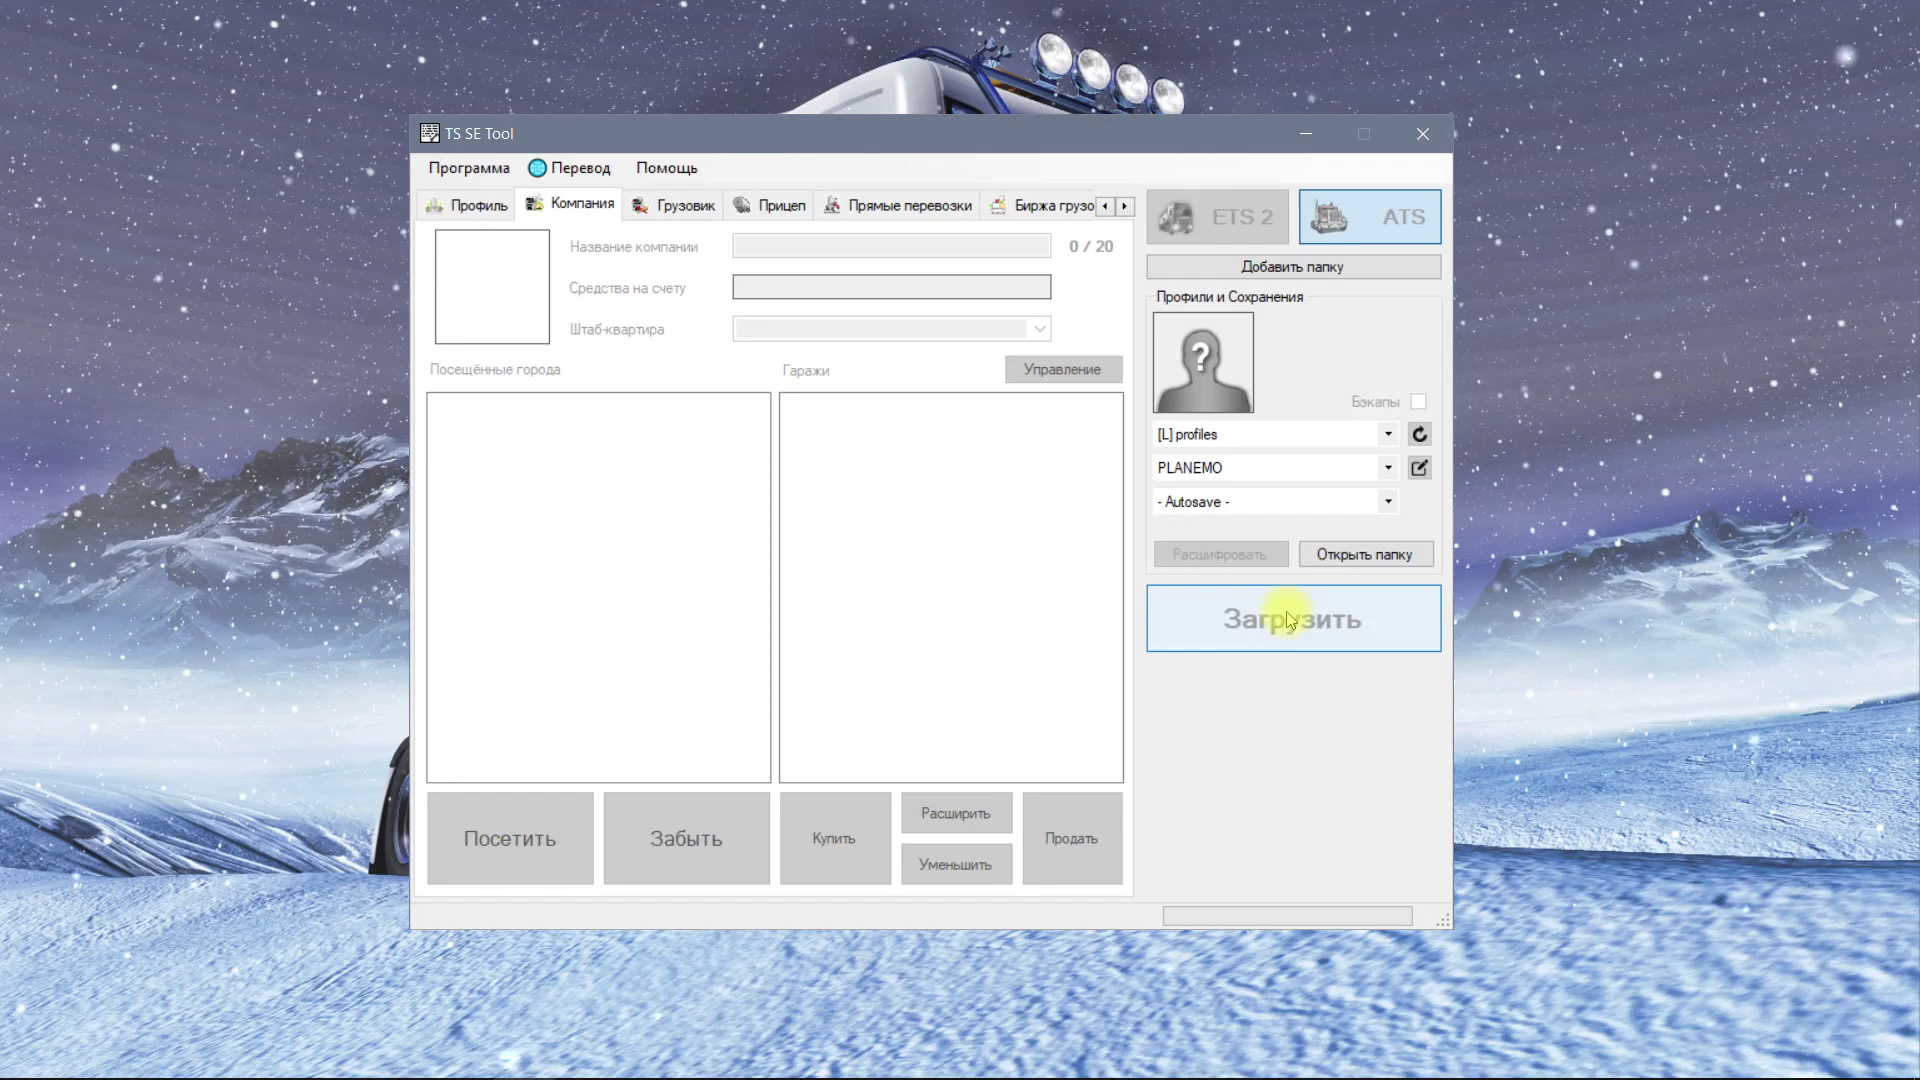 TS SE Tool
Программа Перевод Помощь
Профиль Компания Грузовик Прицеп Прямые перевозки Биржа грузо
ETS 2 ATS
Название компании 0 / 20
Средства на счету
Штаб-квартира
Посещённые города Гаражи Управление
Добавить папку
Профили и Сохранения
?
Бэкапы
[L] profiles
PLANEMO
- Autosave -
Расшифровать Открыть папку
Загрузить
Посетить Забыть Купить Расширить Уменьшить Продать